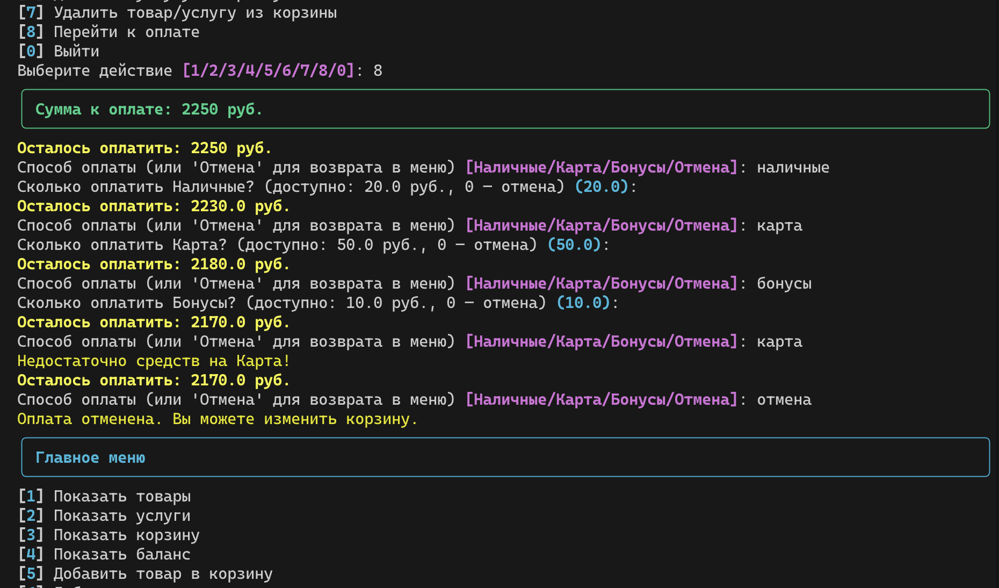 [7] Удалить товар/услугу из корзины
[8] Перейти к оплате
[0] Выйти
Выберите действие [1/2/3/4/5/6/7/8/0]: 8
Сумма к оплате: 2250 руб.
Осталось оплатить: 2250 руб.
Способ оплаты (или 'Отмена' для возврата в меню) [Наличные/Карта/Бонусы/Отмена]: наличные
Сколько оплатить Наличные? (доступно: 20.0 руб., 0 — отмена) (20.0):
Осталось оплатить: 2230.0 руб.
Способ оплаты (или 'Отмена' для возврата в меню) [Наличные/Карта/Бонусы/Отмена]: карта
Сколько оплатить Карта? (доступно: 50.0 руб., 0 — отмена) (50.0):
Осталось оплатить: 2180.0 руб.
Способ оплаты (или 'Отмена' для возврата в меню) [Наличные/Карта/Бонусы/Отмена]: бонусы
Сколько оплатить Бонусы? (доступно: 10.0 руб., 0 — отмена) (10.0):
Осталось оплатить: 2170.0 руб.
Способ оплаты (или 'Отмена' для возврата в меню) [Наличные/Карта/Бонусы/Отмена]: карта
Недостаточно средств на Карта!
Осталось оплатить: 2170.0 руб.
Способ оплаты (или 'Отмена' для возврата в меню) [Наличные/Карта/Бонусы/Отмена]: отмена
Оплата отменена. Вы можете изменить корзину.
Главное меню
[1] Показать товары
[2] Показать услуги
[3] Показать корзину
[4] Показать баланс
[5] Добавить товар в корзину